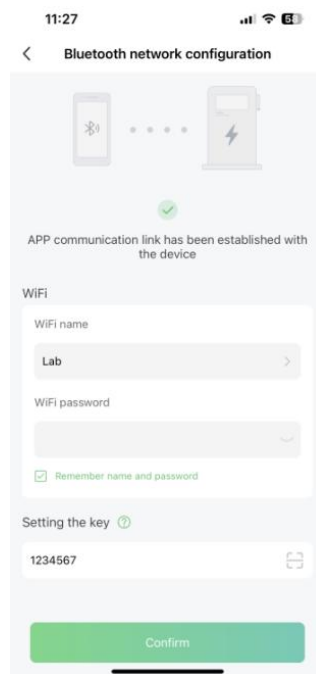 11:27
58
Bluetooth network configuration
APP communication link has been established with
the device
WiFi
WiFi name
Lab
WiFi password
Remember name and password
Setting the key ?
1234567
Confirm